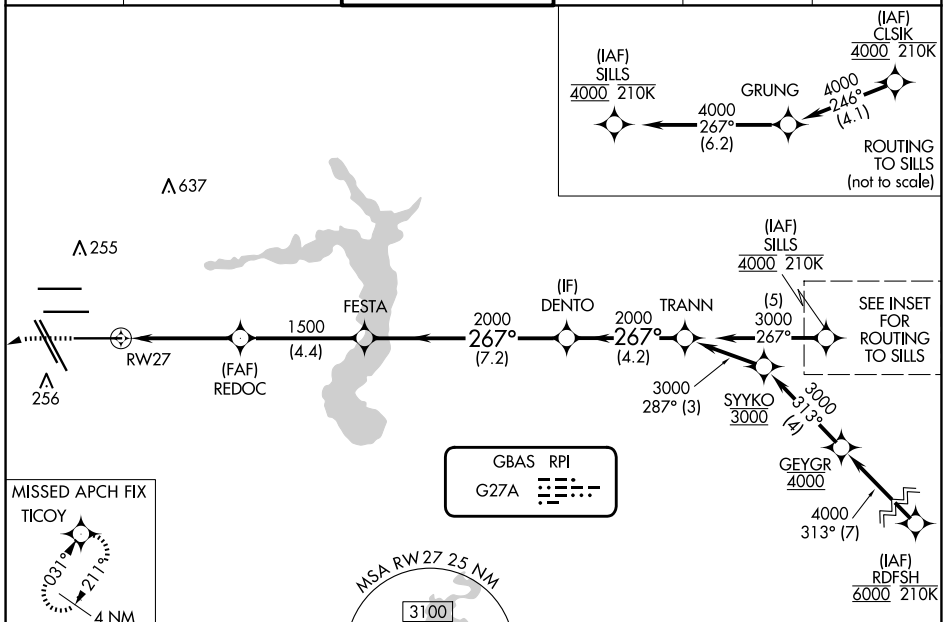 (IAF)
CLSIK
4000 210K
(IAF)
SILLS
4000 210K
GRUNG
4000
246°
(4.1)
4000
267°
(6.2)
ROUTING
TO SILLS
(not to scale)
637
255
(IAF)
SILLS
4000 210K
SEE INSET
FOR
ROUTING
TO SILLS
FESTA
(IF)
DENTO
TRANN
(5)
3000
267°
1500
(4.4)
2000
267°
(7.2)
2000
267°
(4.2)
RW27
(FAF)
REDOC
256
3000
287° (3)
SYYKO
3000
3000
313°
(4)
GEYGR
4000
4000
313° (7)
(IAF)
RDFSH
6000 210K
GBAS RPI
G27A
MISSED APCH FIX
TICOY
031°
211°
4 NM
MSA RW27 25 NM
3100